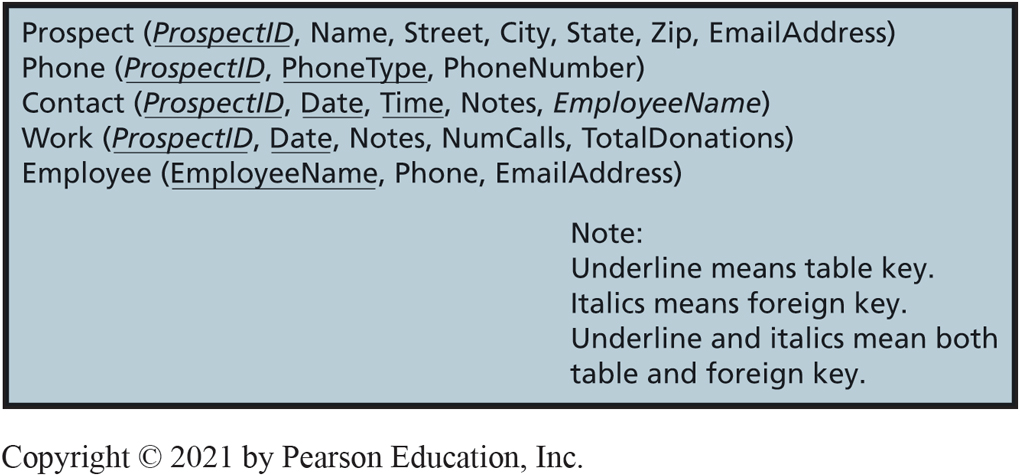 Prospect (ProspectID, Name, Street, City, State, Zip, EmailAddress)
Phone (ProspectID, PhoneType, PhoneNumber)
Contact (ProspectID, Date, Time, Notes, EmployeeName)
Work (ProspectID, Date, Notes, NumCalls, TotalDonations)
Employee (EmployeeName, Phone, EmailAddress)
Note:
Underline means table key.
Italics means foreign key.
Underline and italics mean both
table and foreign key.
Copyright © 2021 by Pearson Education, Inc.